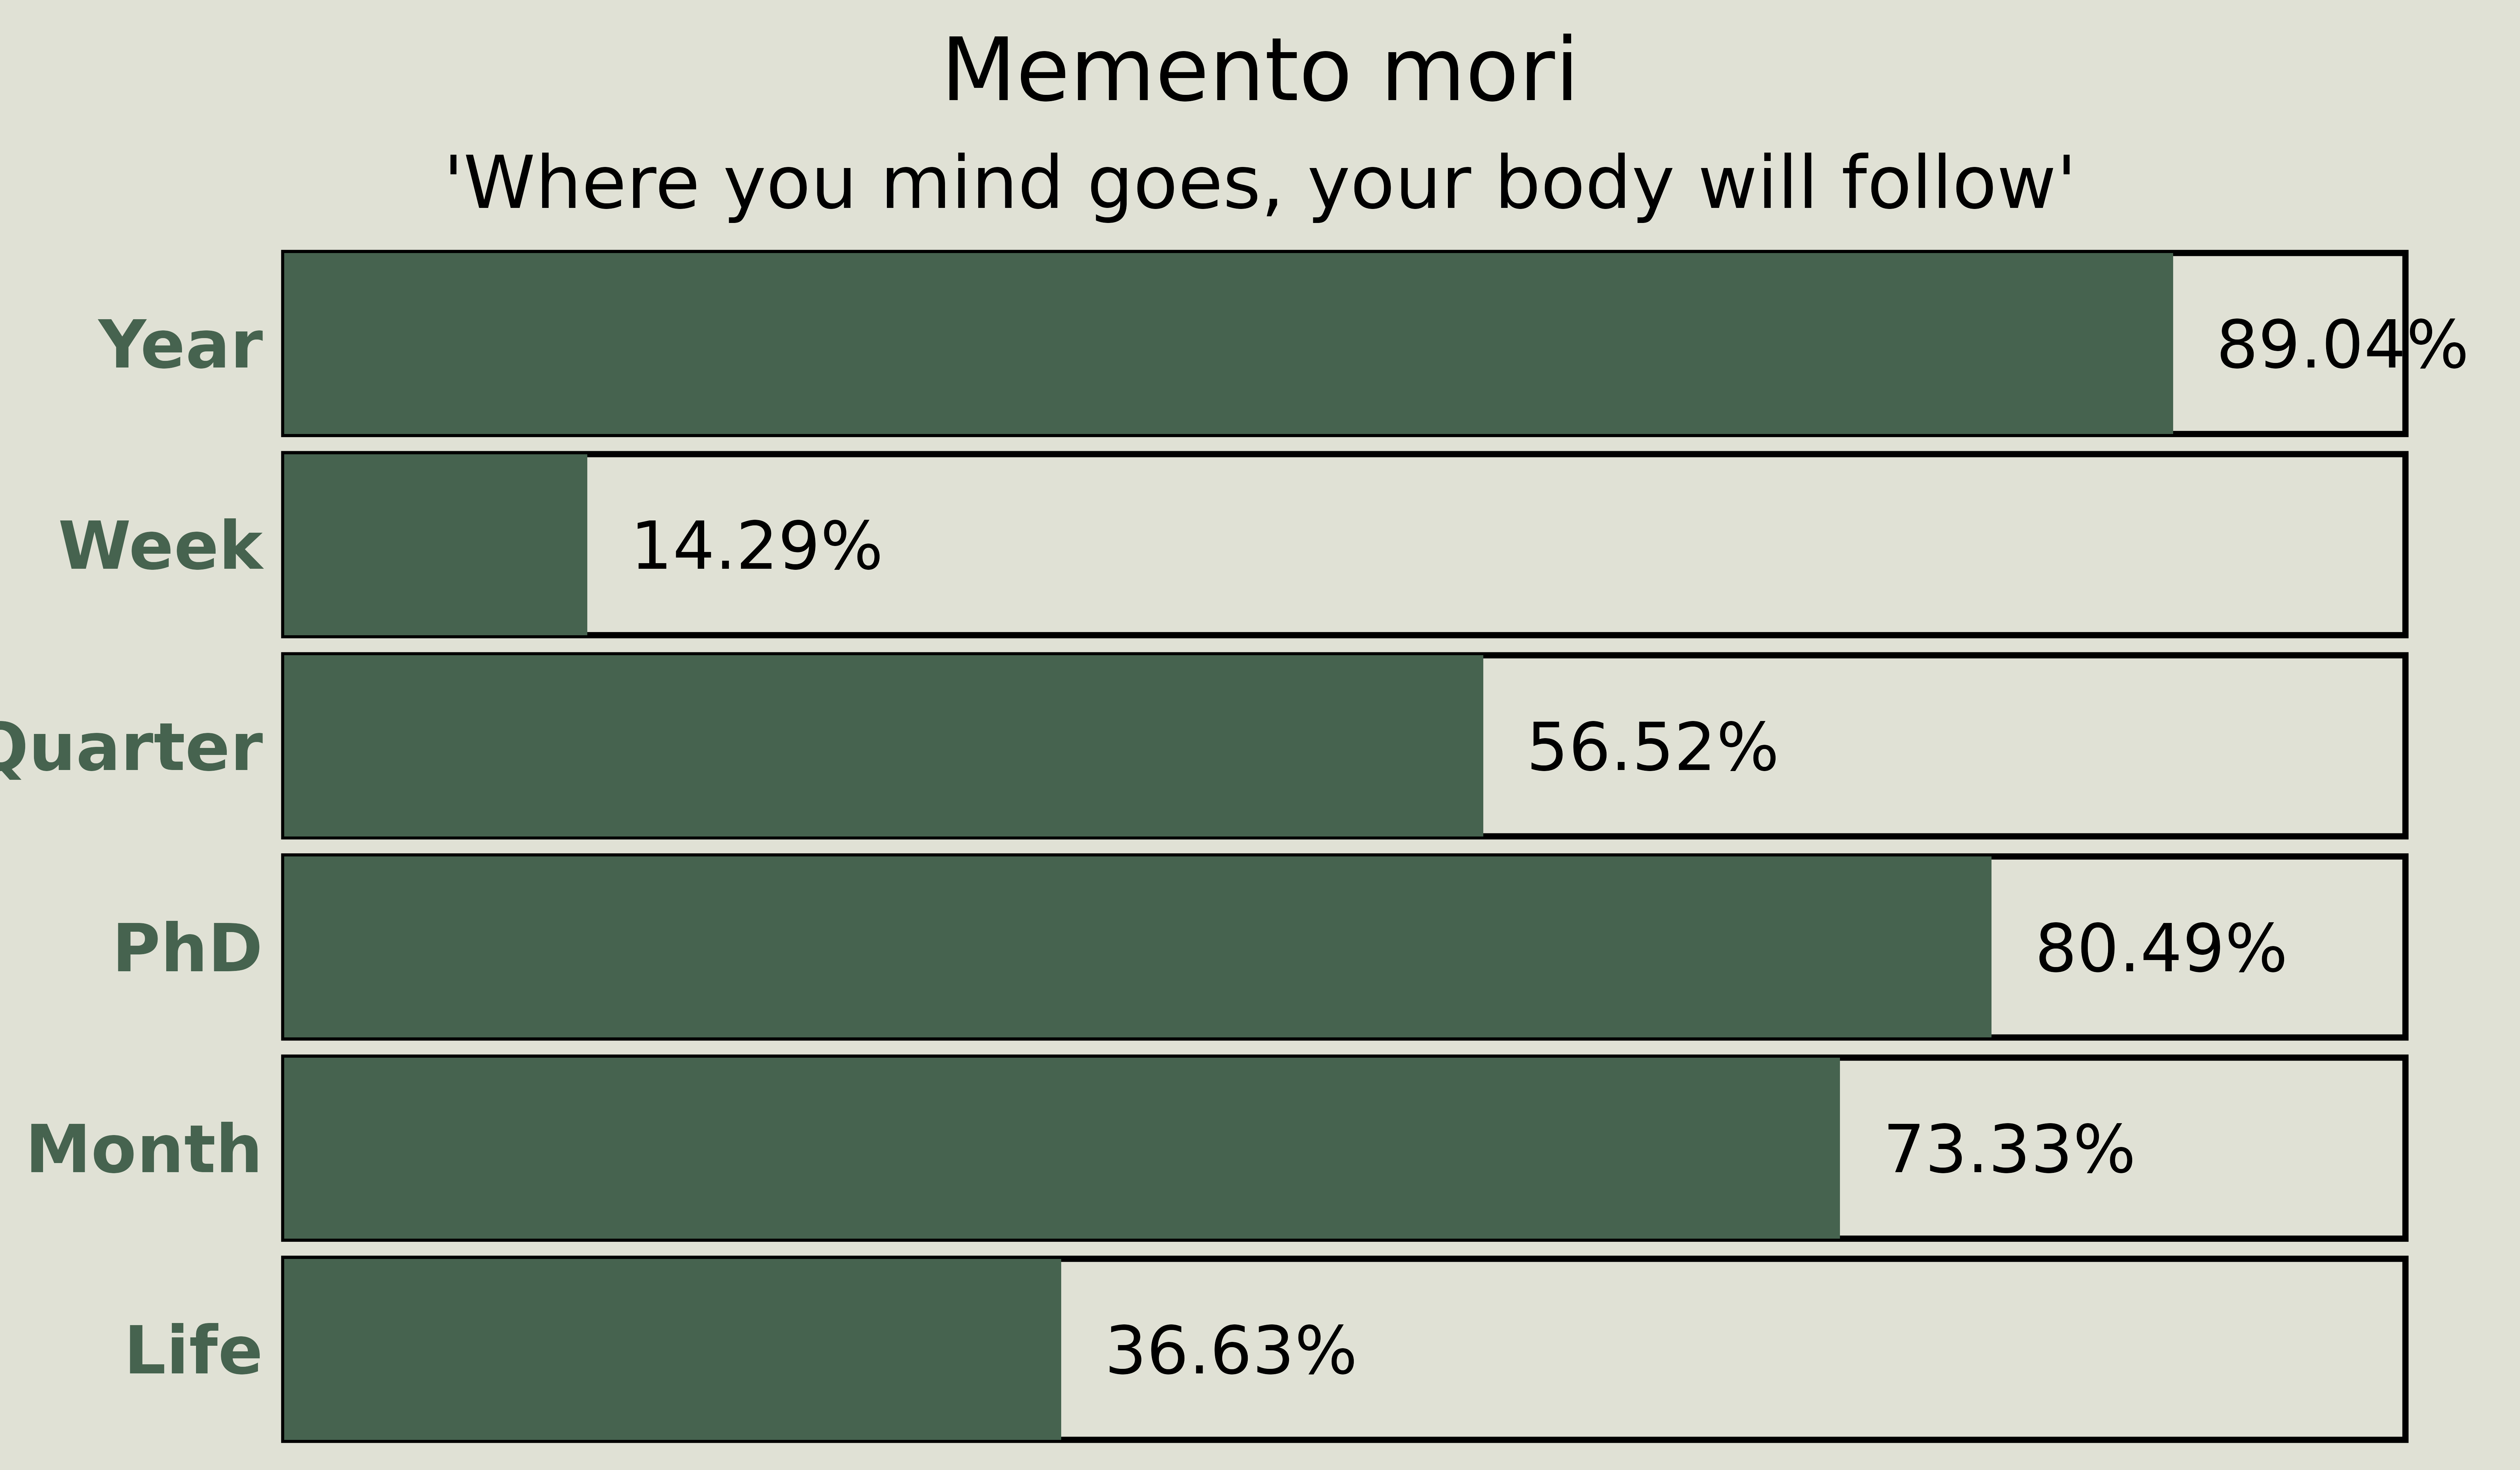 Memento mori
'Where you mind goes, your body will follow'
Year 89.04%
Week 14.29%
Quarter 56.52%
PhD 80.49%
Month 73.33%
Life 36.63%